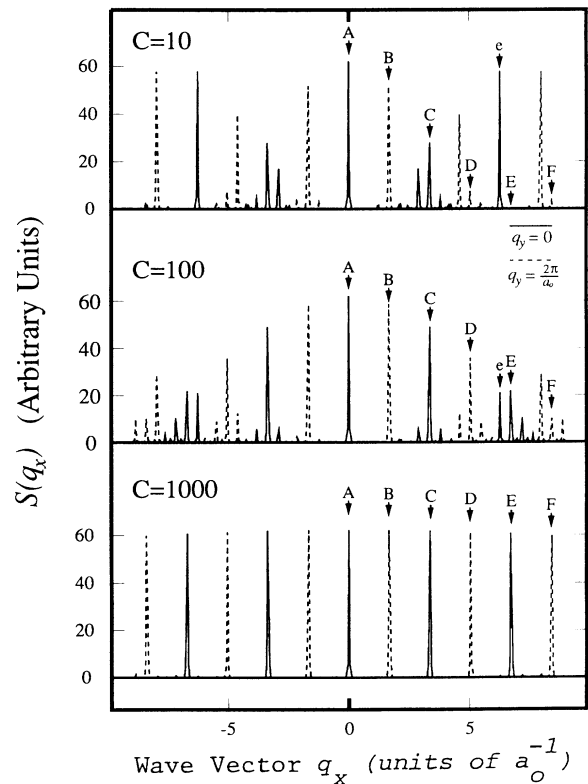 C=10
60
40
20
0
A
B
C
D
e
E
F
q_y = 0
q_y = 2π/a_o
C=100
60
40
20
0
A
B
C
D
e
E
F
C=1000
60
40
20
0
A
B
C
D
E
F
S(q_x) (Arbitrary Units)
-5
0
5
Wave Vector q_x (units of a_o^{-1})